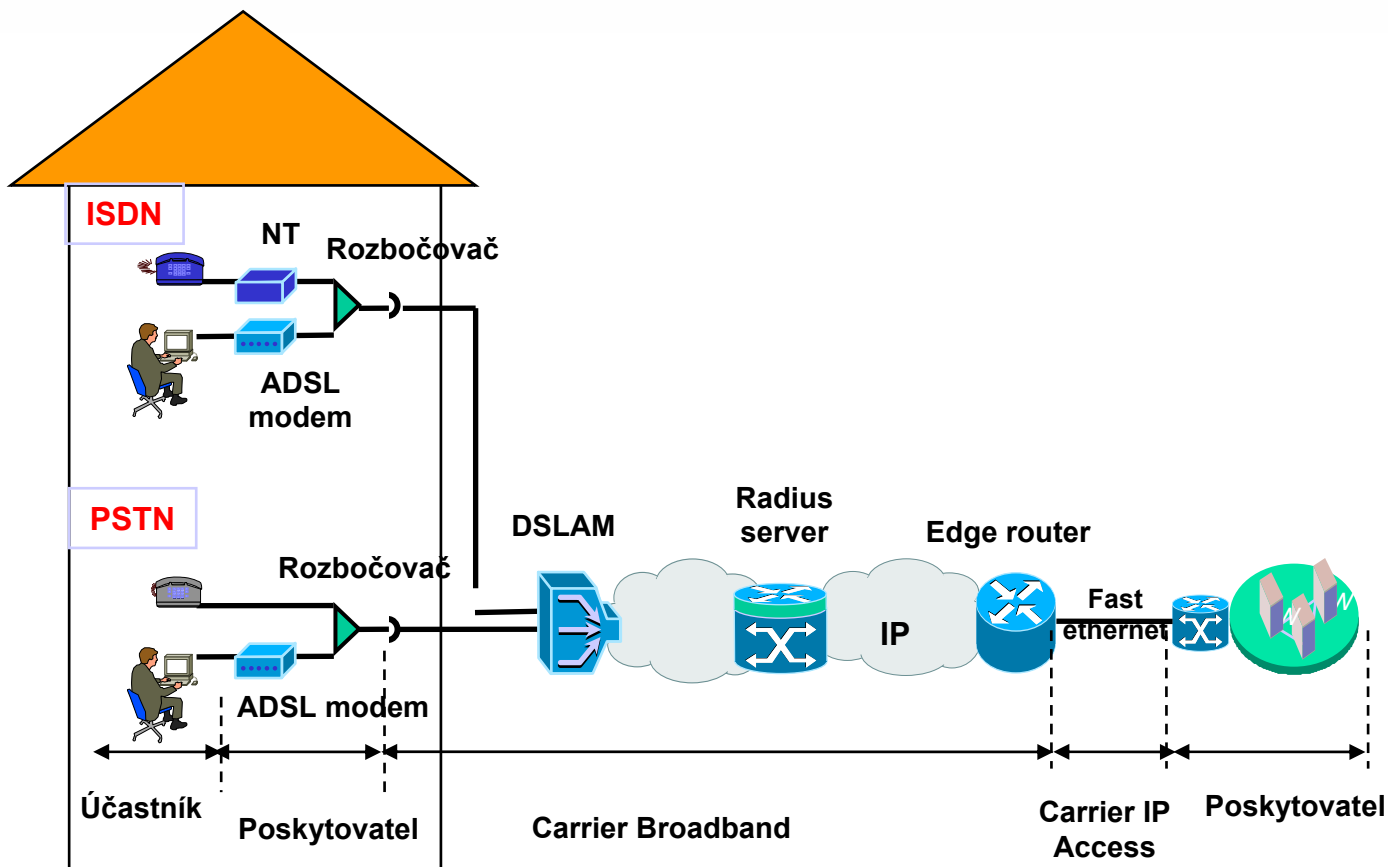 ISDN
NT
Rozbočovač
ADSL
modem
PSTN
Rozbočovač
ADSL modem
DSLAM
Radius
server
Edge router
IP
Fast
ethernet
Účastník
Poskytovatel
Carrier Broadband
Carrier IP
Access
Poskytovatel